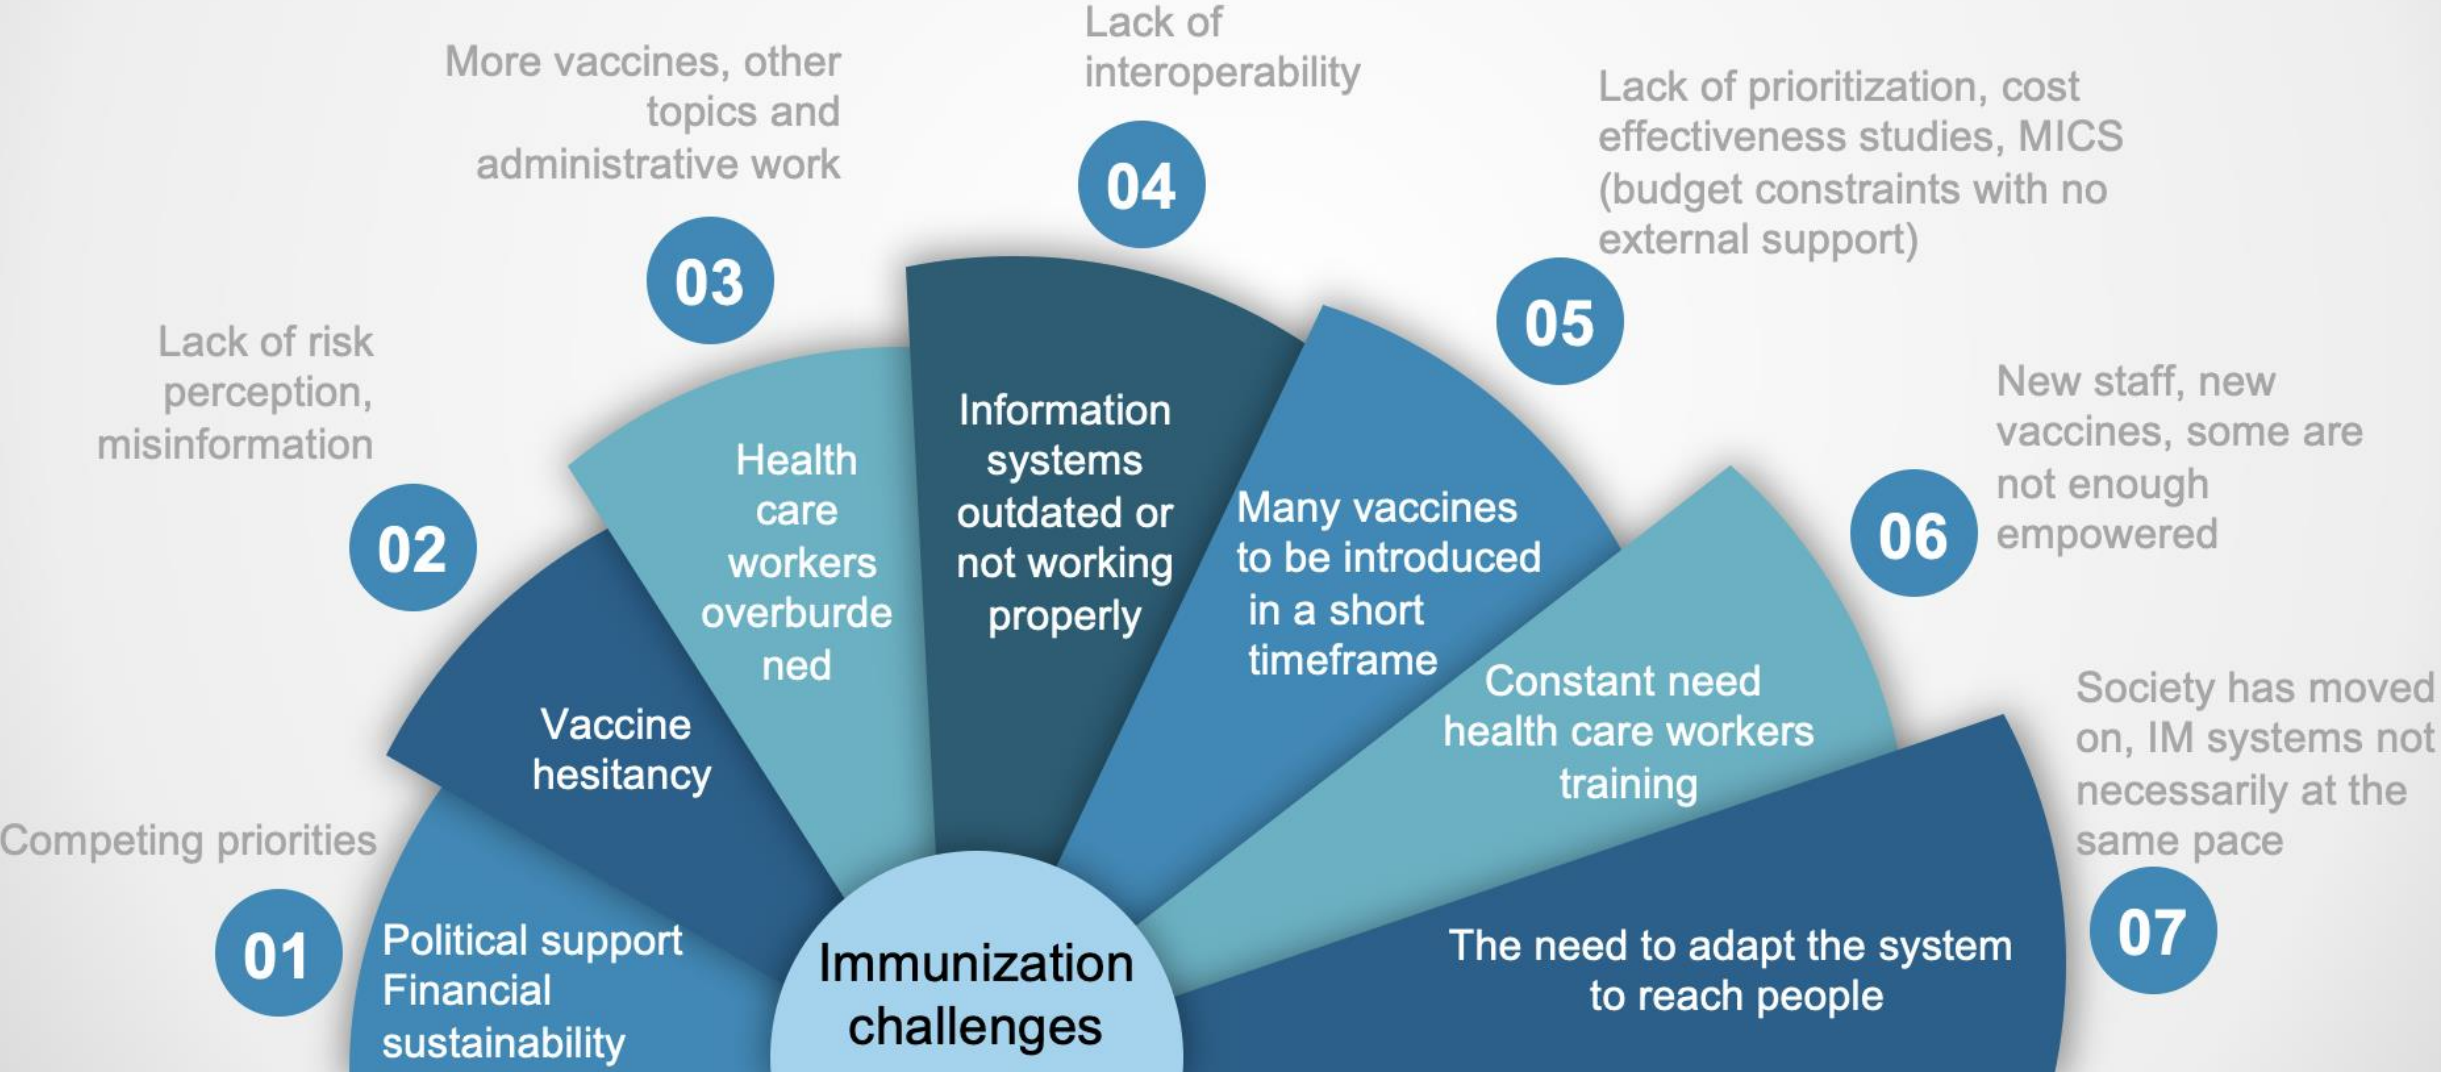 Competing priorities
01
Political support
Financial
sustainability
Lack of risk
perception,
misinformation
02
Vaccine
hesitancy
More vaccines, other
topics and
administrative work
03
Health
care
workers
overburde
ned
Lack of
interoperability
04
Information
systems
outdated or
not working
properly
Lack of prioritization, cost
effectiveness studies, MICS
(budget constraints with no
external support)
05
Many vaccines
to be introduced
in a short
timeframe
New staff, new
vaccines, some are
not enough
empowered
06
Constant need
health care workers
training
Society has moved
on, IM systems not
necessarily at the
same pace
07
The need to adapt the system
to reach people
Immunization
challenges